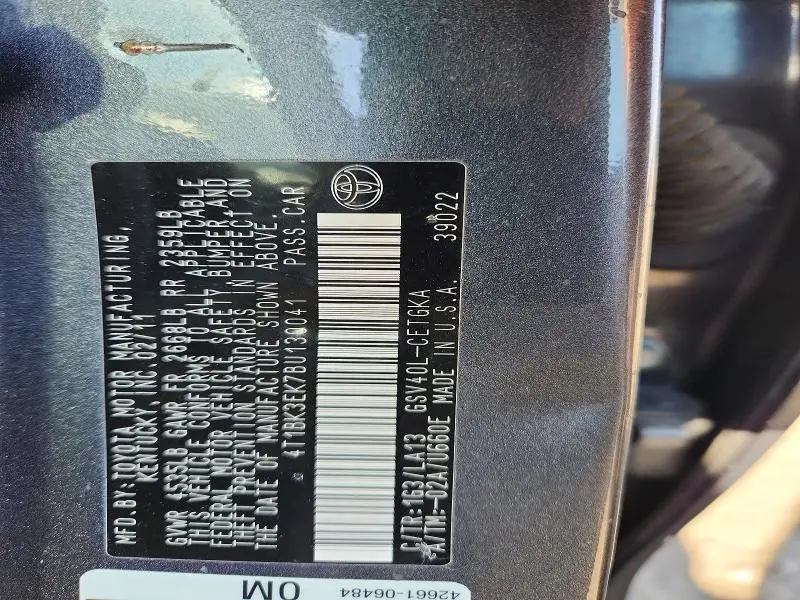 MFD.BY:TOYOTA MOTOR MANUFACTURING,
KENTUCKY INC. 02/11
GVWR 4535LB GAWR FR 2668LB RR 2359LB
THIS VEHICLE CONFORMS TO ALL APPLICABLE
FEDERAL MOTOR VEHICLE SAFETY, BUMPER, AND
THEFT PREVENTION STANDARDS IN EFFECT ON
THE DATE OF MANUFACTURE SHOWN ABOVE.
4T1BK3EK7BU130041 PASS.CAR
C/TR:1G3/LA13 GSV40L-CETGKA
A/TM:-02A/U660E MADE IN U.S.A. 39022
42661-06484
OM